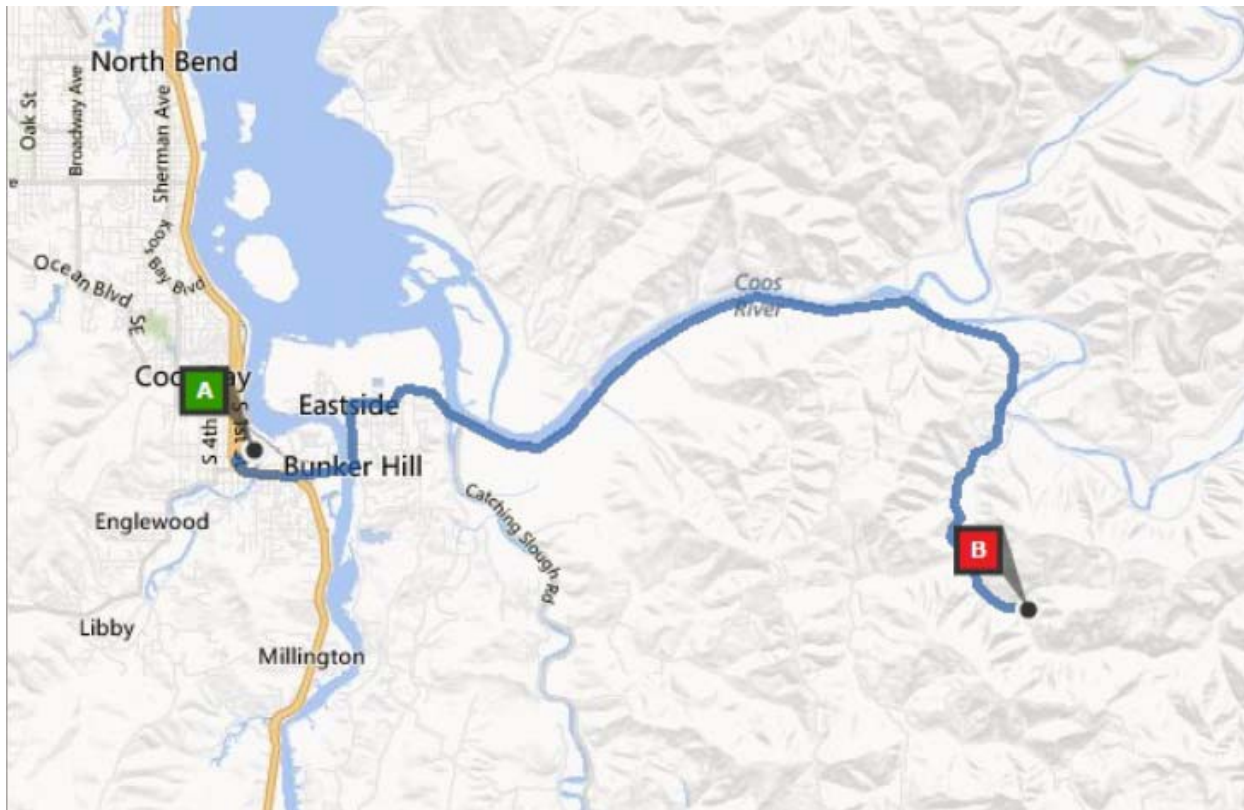 North Bend
Oak St
Broadway Ave
Sherman Ave
Koos
Bay Blvd
Ocean Blvd
SE
Coos
River
A
Eastside
S 4th
Bunker Hill
Catching Slough Rd
Englewood
B
Libby
Millington